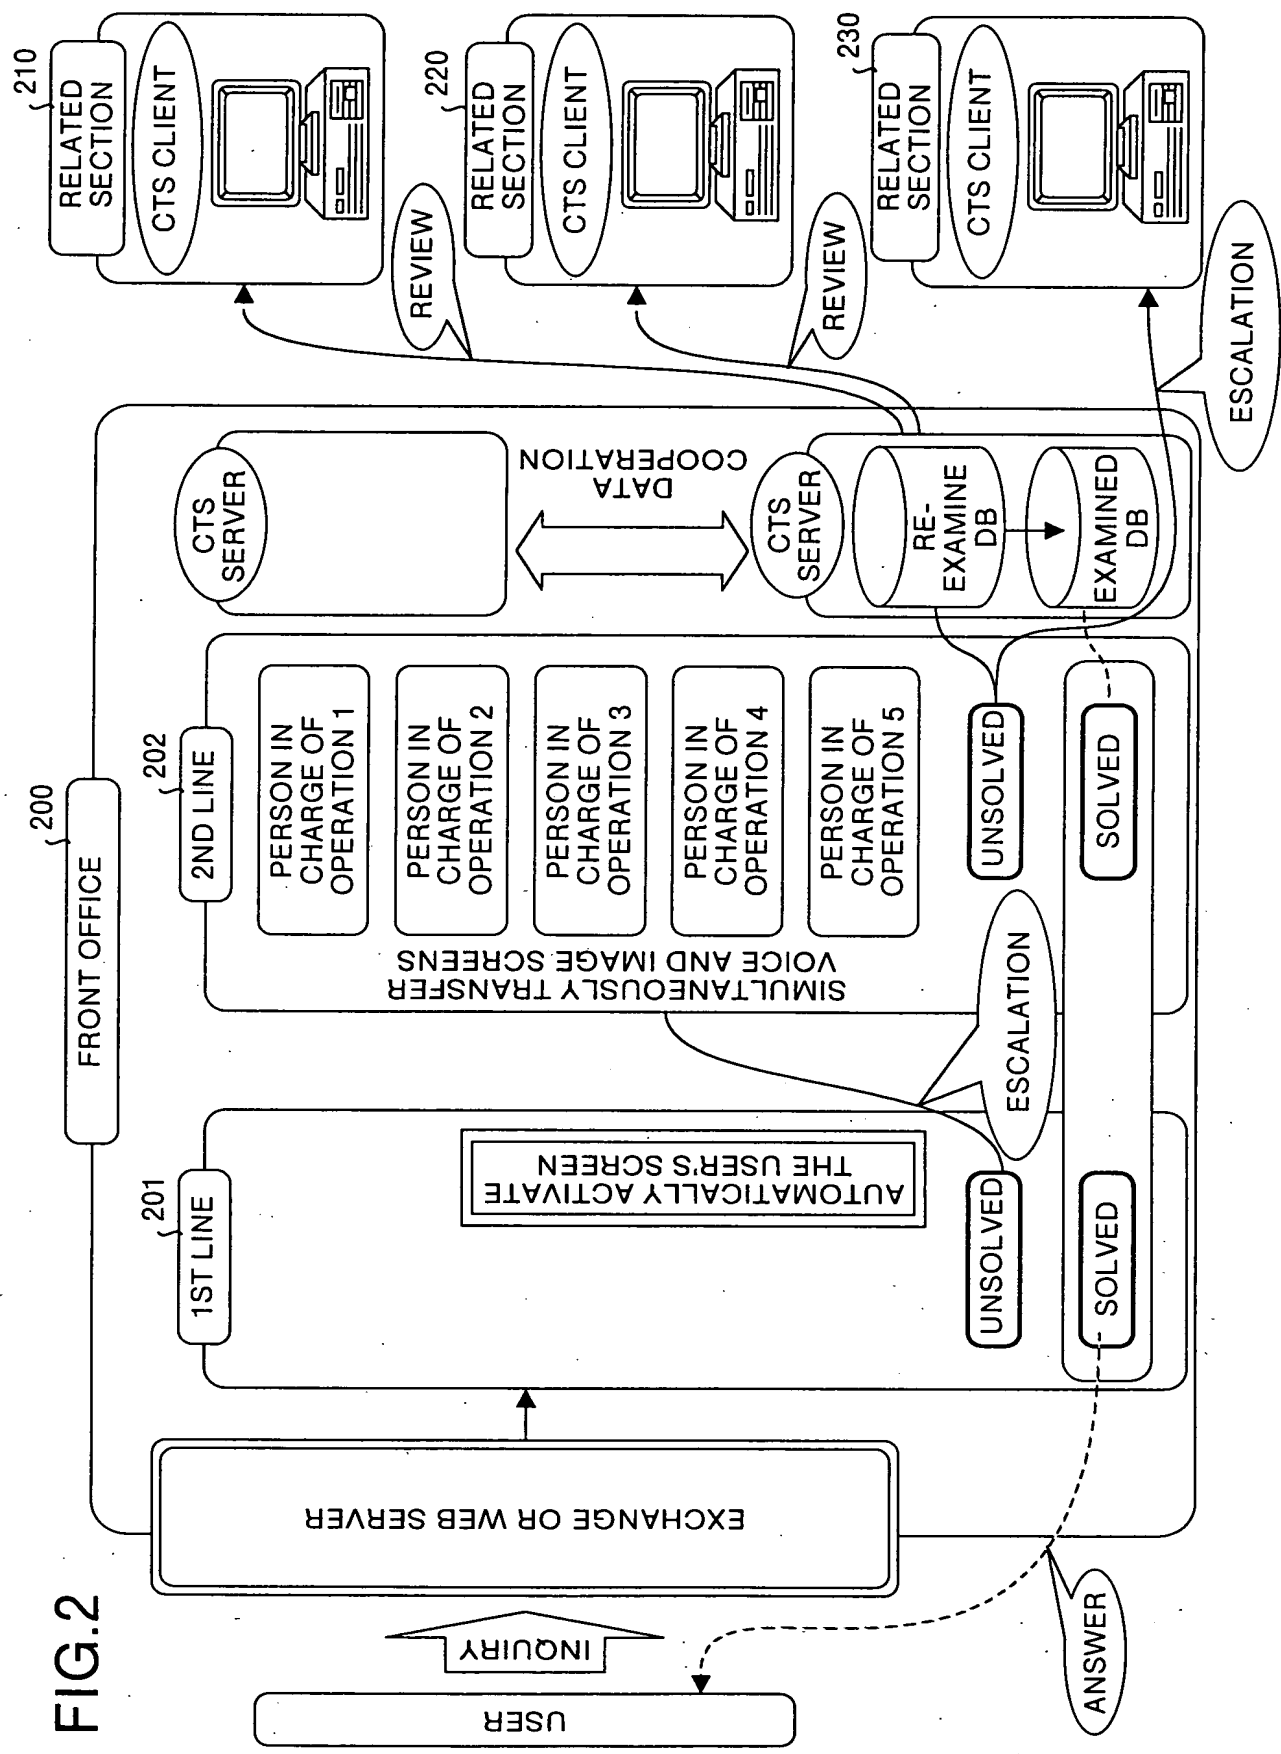 FIG.2
200
FRONT OFFICE
USER
INQUIRY
ANSWER
EXCHANGE OR WEB SERVER
201
1ST LINE
AUTOMATICALLY ACTIVATE
THE USER'S SCREEN
UNSOLVED
SOLVED
ESCALATION
202
2ND LINE
SIMULTANEOUSLY TRANSFER
VOICE AND IMAGE SCREENS
PERSON IN
CHARGE OF
OPERATION 1
PERSON IN
CHARGE OF
OPERATION 2
PERSON IN
CHARGE OF
OPERATION 3
PERSON IN
CHARGE OF
OPERATION 4
PERSON IN
CHARGE OF
OPERATION 5
UNSOLVED
SOLVED
CTS
SERVER
DATA
COOPERATION
CTS
SERVER
RE-
EXAMINE
DB
EXAMINED
DB
REVIEW
REVIEW
ESCALATION
210
RELATED
SECTION
CTS CLIENT
220
RELATED
SECTION
CTS CLIENT
230
RELATED
SECTION
CTS CLIENT